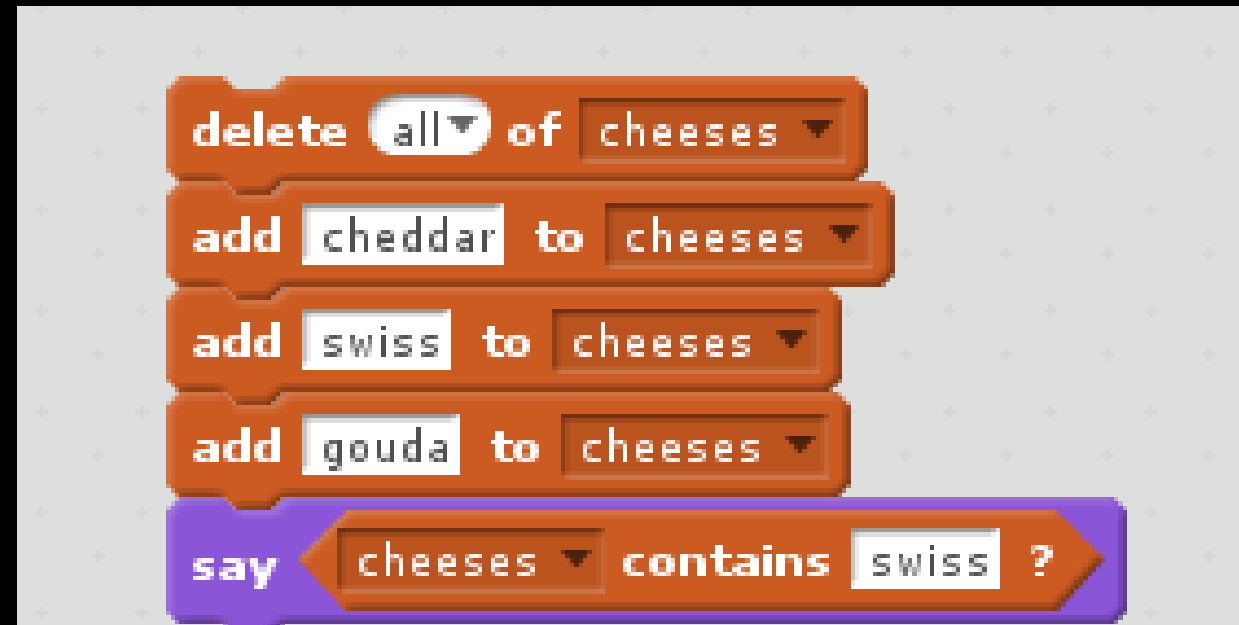 delete all of cheeses
add cheddar to cheeses
add swiss to cheeses
add gouda to cheeses
say cheeses contains swiss ?